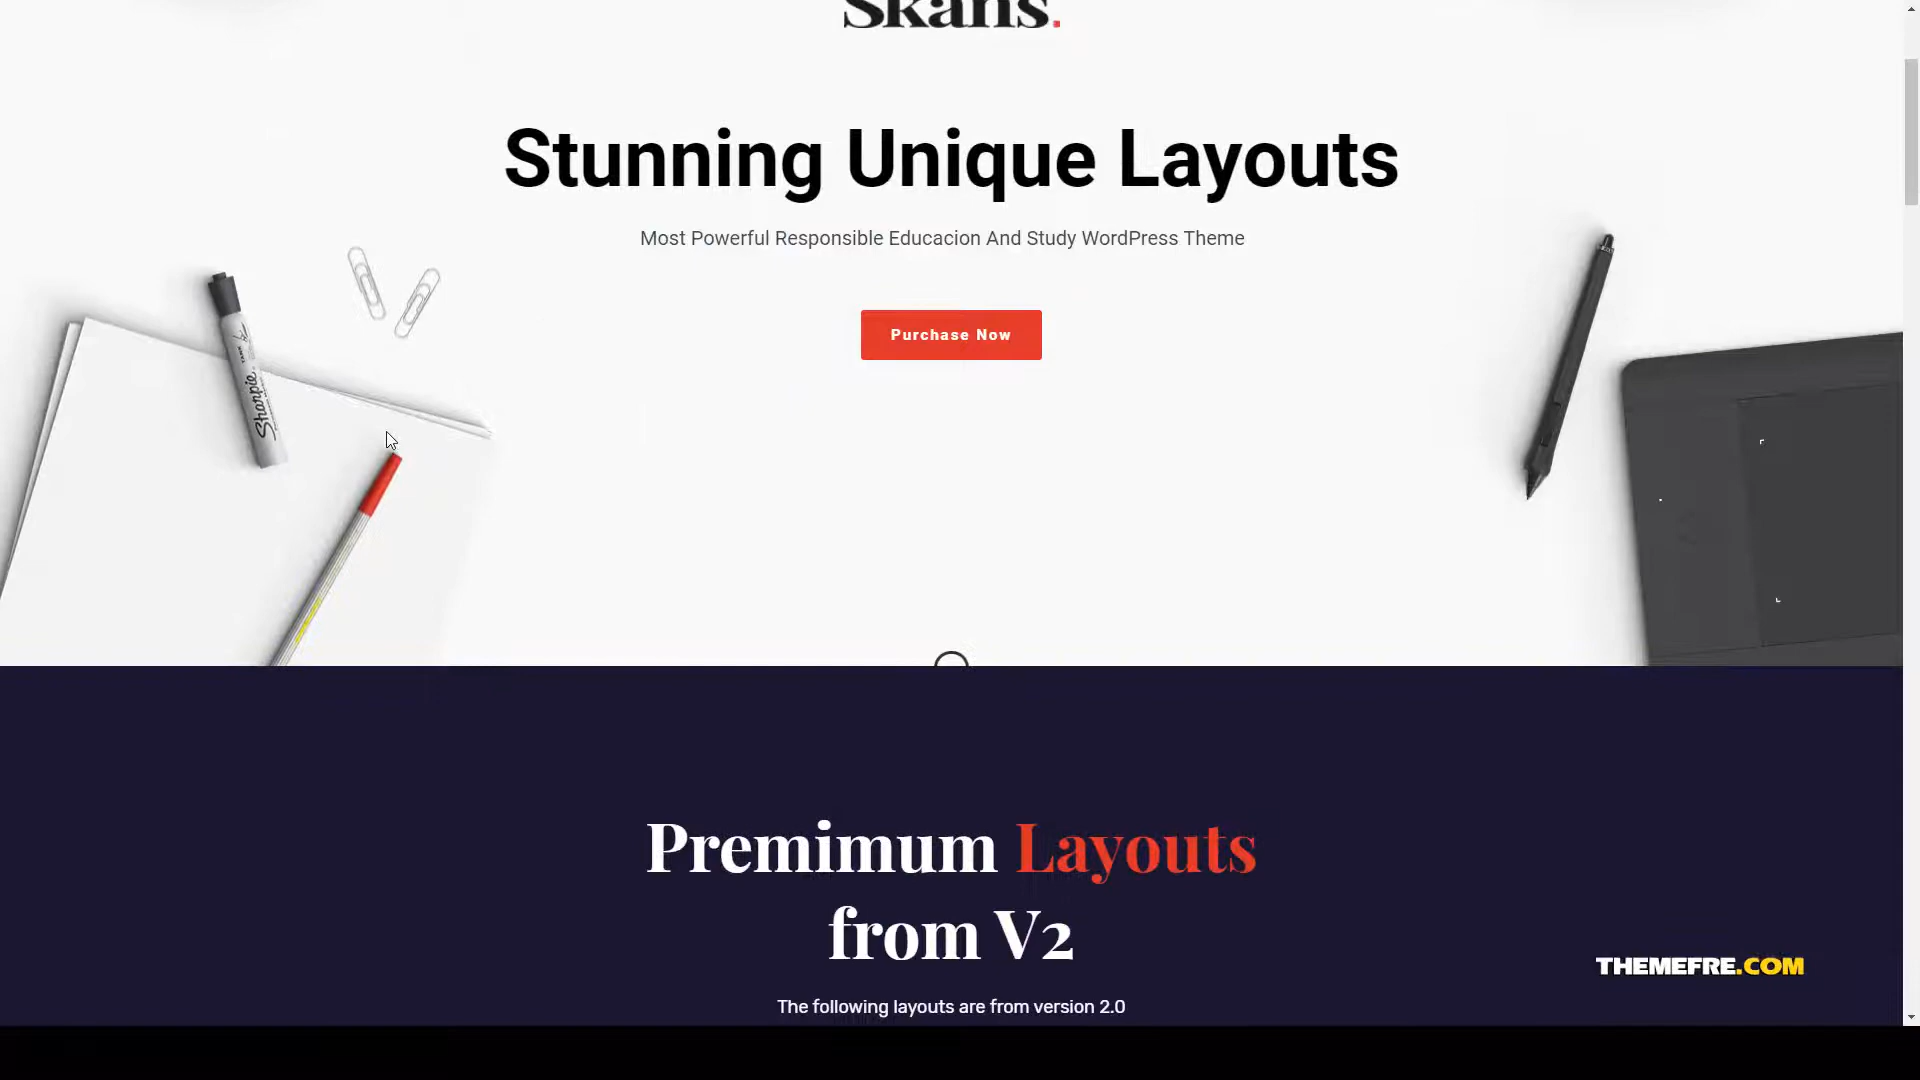 Skans.
Stunning Unique Layouts
Most Powerful Responsible Educacion And Study WordPress Theme
Purchase Now
Sharpie
Premimum Layouts
from V2
THEMEFRE.COM
The following layouts are from version 2.0